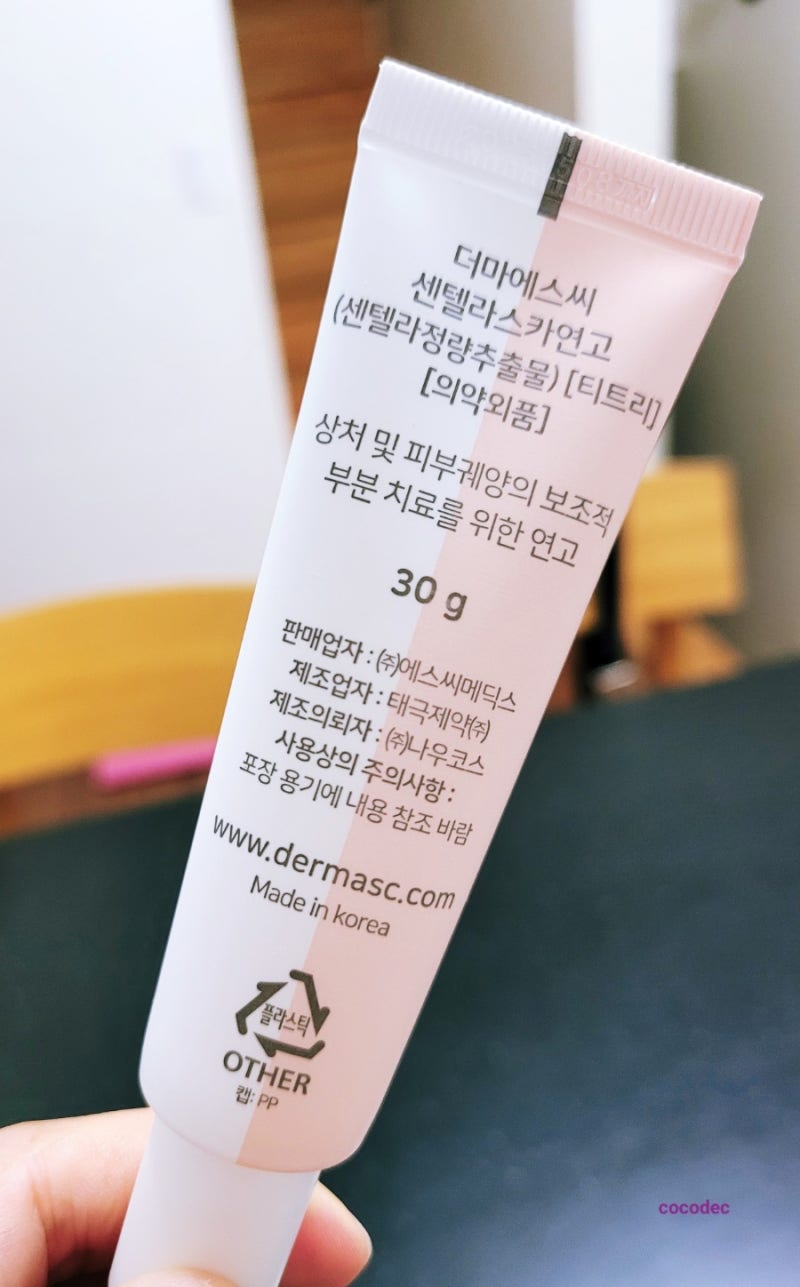 더마에스씨
센텔라스카연고
(센텔라정량추출물) [티트리]
[의약외품]
상처 및 피부궤양의 보조적
부분 치료를 위한 연고
30 g
판매업자 : ㈜에스씨메딕스
제조업자 : 태극제약㈜
제조의뢰자 : ㈜나우코스
사용상의 주의사항 :
포장 용기에 내용 참조 바람
www.dermasc.com
Made in korea
플라스틱
OTHER
캡: PP
cocodec